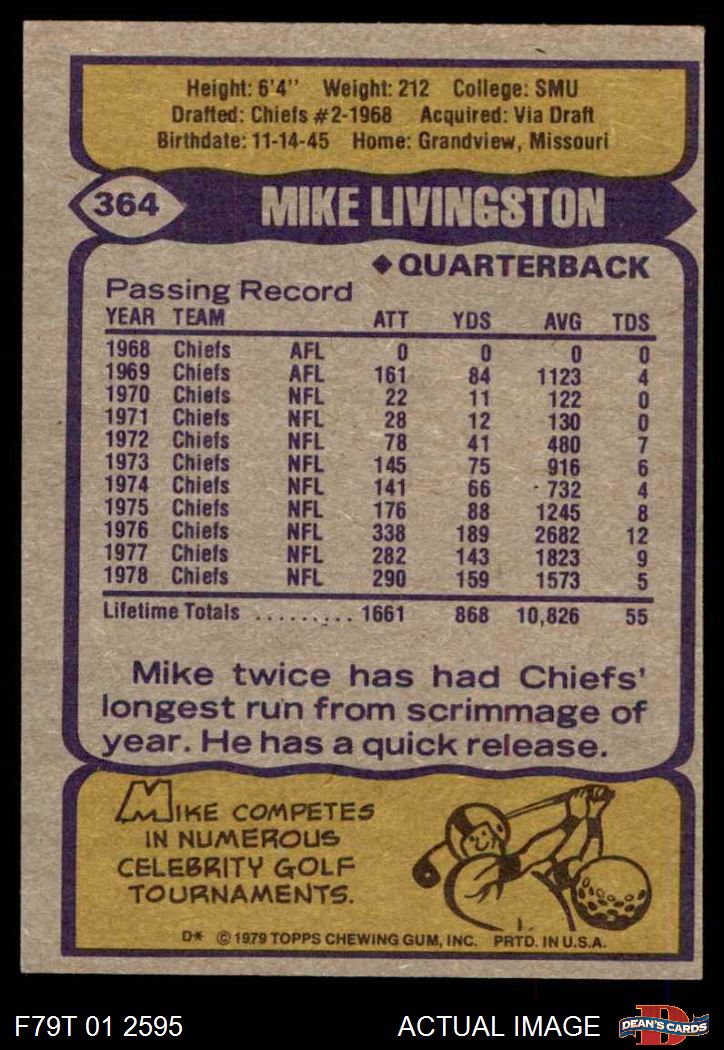 Height: 6'4'' Weight: 212 College: SMU
Drafted: Chiefs #2-1968 Acquired: Via Draft
Birthdate: 11-14-45 Home: Grandview, Missouri
364 MIKE LIVINGSTON
◆ QUARTERBACK
Passing Record
YEAR TEAM ATT YDS AVG TDS
1968 Chiefs AFL 0 0 0 0
1969 Chiefs AFL 161 84 1123 4
1970 Chiefs NFL 22 11 122 0
1971 Chiefs NFL 28 12 130 0
1972 Chiefs NFL 78 41 480 7
1973 Chiefs NFL 145 75 916 6
1974 Chiefs NFL 141 66 732 4
1975 Chiefs NFL 176 88 1245 8
1976 Chiefs NFL 338 189 2682 12
1977 Chiefs NFL 282 143 1823 9
1978 Chiefs NFL 290 159 1573 5
Lifetime Totals .......... 1661 868 10,826 55
Mike twice has had Chiefs'
longest run from scrimmage of
year. He has a quick release.
MIKE COMPETES
IN NUMEROUS
CELEBRITY GOLF
TOURNAMENTS.
D* © 1979 TOPPS CHEWING GUM, INC. PRTD. IN U.S.A.
F79T 01 2595 ACTUAL IMAGE D DEAN'S CARDS